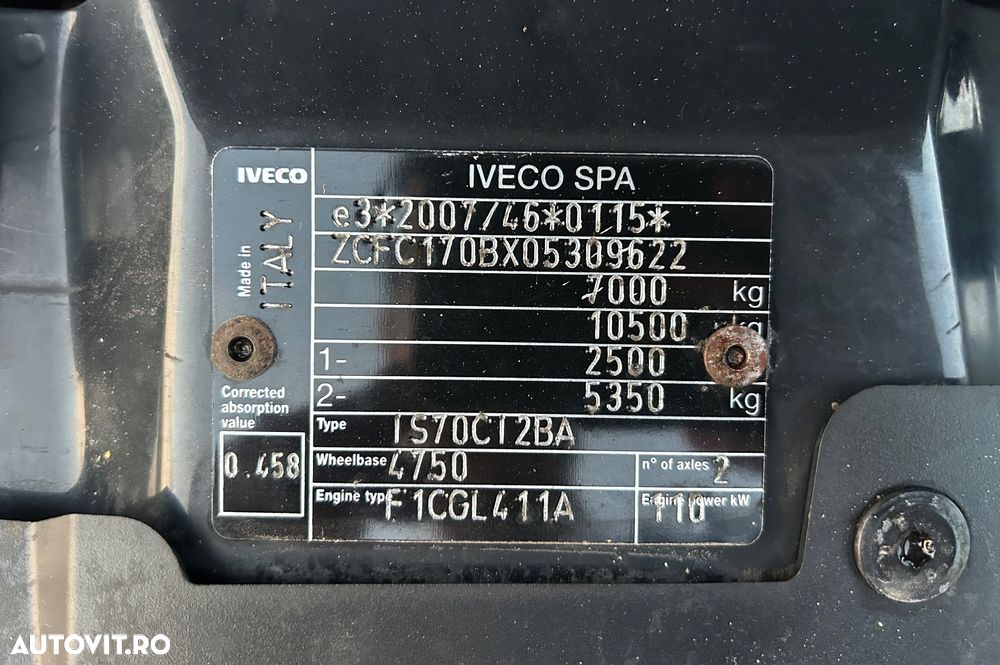 IVECO
IVECO SPA
Made in
ITALY
e3*2007/46*0115*
ZCFC170BX05309622
7000 kg
10500 kg
1- 2500
2- 5350 kg
Corrected
absorption
value
0.458
Type IS70CI2BA
Wheelbase 4750 n° of axles 2
Engine type F1CGL411A Engine power kW 110
AUTOVIT.RO